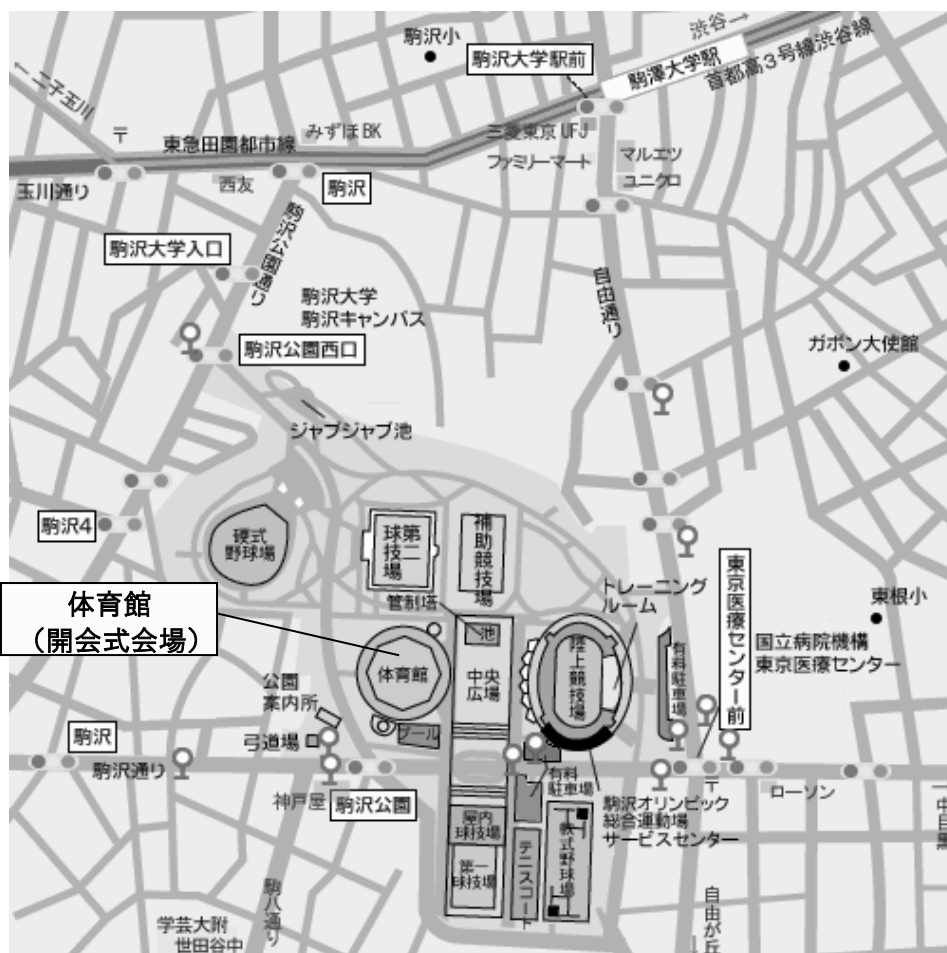 渋谷→
駒沢小
駒沢大学駅前
駒澤大学駅
首都高3号線渋谷線
←二子玉川
〒
みずほBK
東急田園都市線
三菱東京UFJ
ファミリーマート
マルエツ
ユニクロ
玉川通り
西友
駒沢
駒沢大学入口
駒沢公園通り
自由通り
駒沢大学
駒沢キャンパス
駒沢公園西口
ガボン大使館
ジャブジャブ池
駒沢4
硬式
野球場
球技場
第二
補助競技場
トレーニング
ルーム
東京医療センター前
体育館
(開会式会場)
管制塔
池
東根小
国立病院機構
東京医療センター
体育館
中央
広場
陸上競技場
有料駐車場
公園
案内所
プール
弓道場
駒沢
駒沢通り
有料
駐車場
〒
ローソン
神戸屋
駒沢公園
駒沢オリンピック
総合運動場
サービスセンター
中目黒
屋内
球技場
テニスコート
軟式野球場
第一
球技場
駒八通り
自由が丘
学芸大附
世田谷中